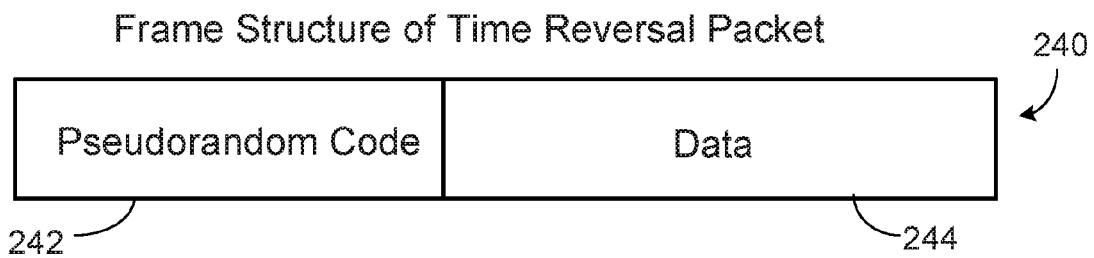 Frame Structure of Time Reversal Packet
240
Pseudorandom Code Data
242 244